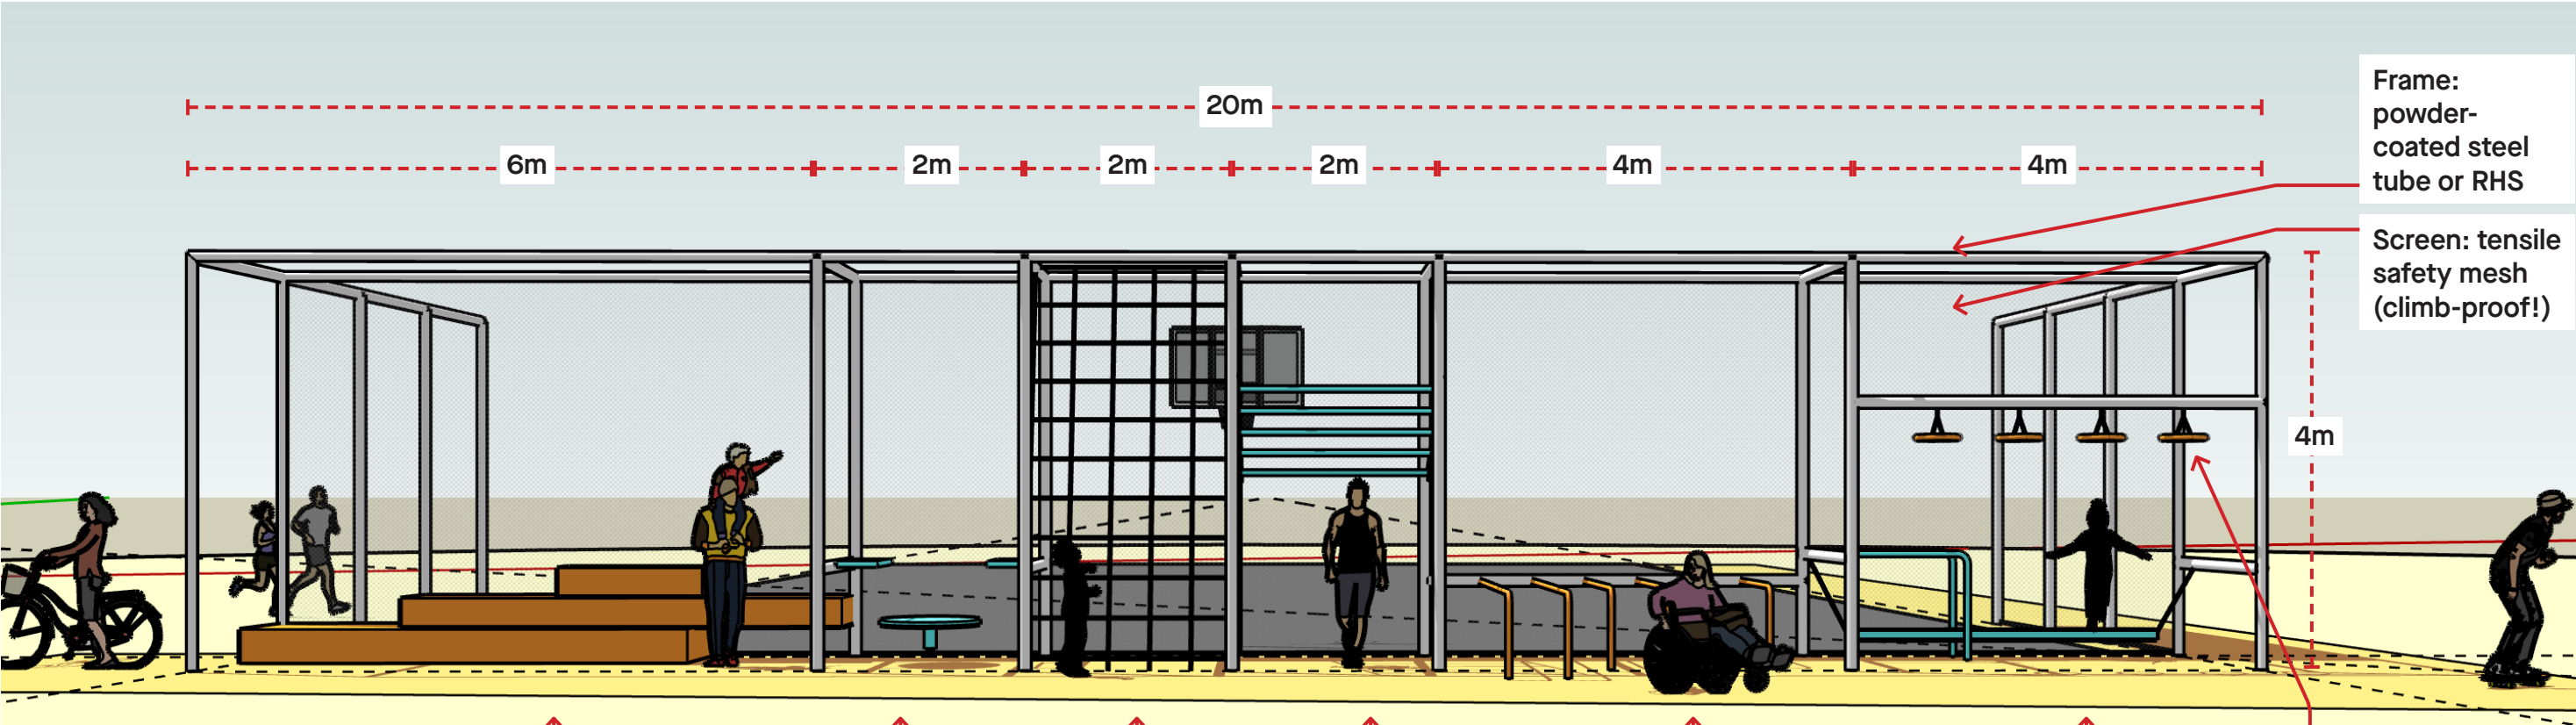 20m
6m
2m
2m
2m
4m
4m
Frame:
powder-
coated steel
tube or RHS
Screen: tensile
safety mesh
(climb-proof!)
4m